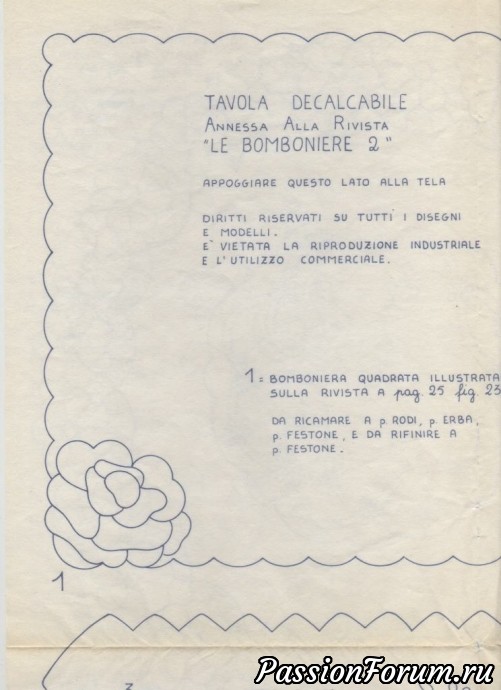 TAVOLA DECALCABILE
ANNESSA ALLA RIVISTA
"LE BOMBONIERE 2"
APPOGGIARE QUESTO LATO ALLA TELA
DIRITTI RISERVATI SU TUTTI I DISEGNI
E MODELLI.
E' VIETATA LA RIPRODUZIONE INDUSTRIALE
E L'UTILIZZO COMMERCIALE.
1 = BOMBONIERA QUADRATA ILLUSTRATA
SULLA RIVISTA A pag. 25 fig. 23
DA RICAMARE A p. RODI, p. ERBA,
p. FESTONE, E DA RIFINIRE A
p. FESTONE.
1
PassionForum.ru